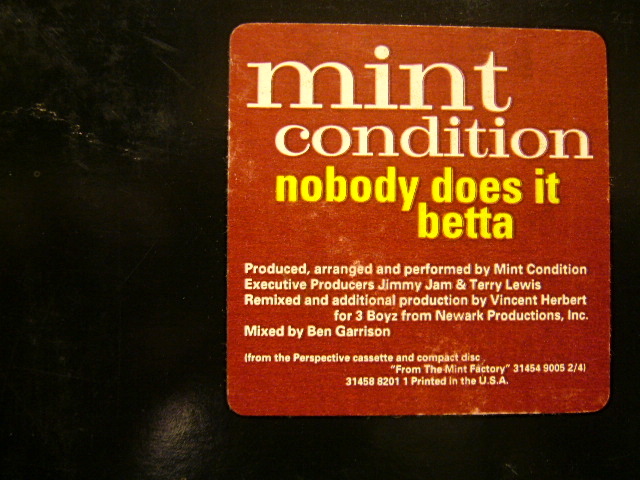 mint
condition
nobody does it
betta
Produced, arranged and performed by Mint Condition
Executive Producers Jimmy Jam & Terry Lewis
Remixed and additional production by Vincent Herbert
for 3 Boyz from Newark Productions, Inc.
Mixed by Ben Garrison
(from the Perspective cassette and compact disc
"From The Mint Factory" 31454 9005 2/4)
31458 8201 1 Printed in the U.S.A.